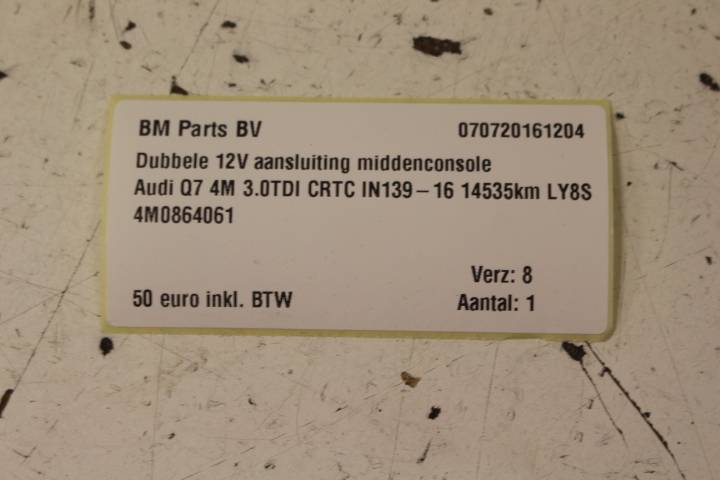 BM Parts BV 070720161204
Dubbele 12V aansluiting middenconsole
Audi Q7 4M 3.0TDI CRTC IN139-16 14535km LY8S
4M0864061
Verz: 8
50 euro inkl. BTW Aantal: 1